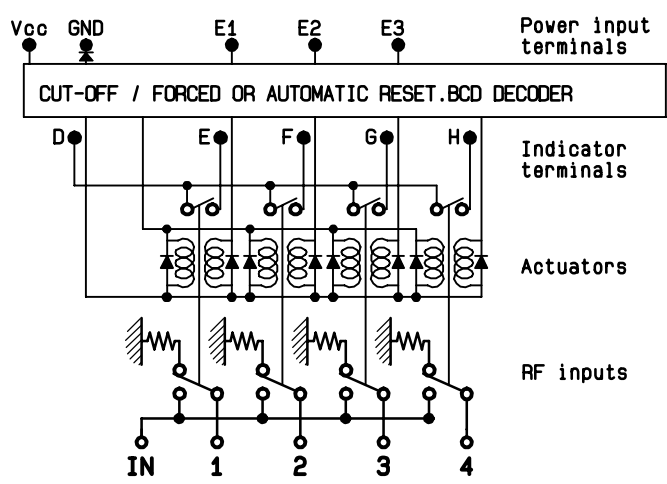 Vcc GND E1 E2 E3 Power input
terminals
CUT-OFF / FORCED OR AUTOMATIC RESET.BCD DECODER
D E F G H Indicator
terminals
Actuators
RF inputs
IN 1 2 3 4